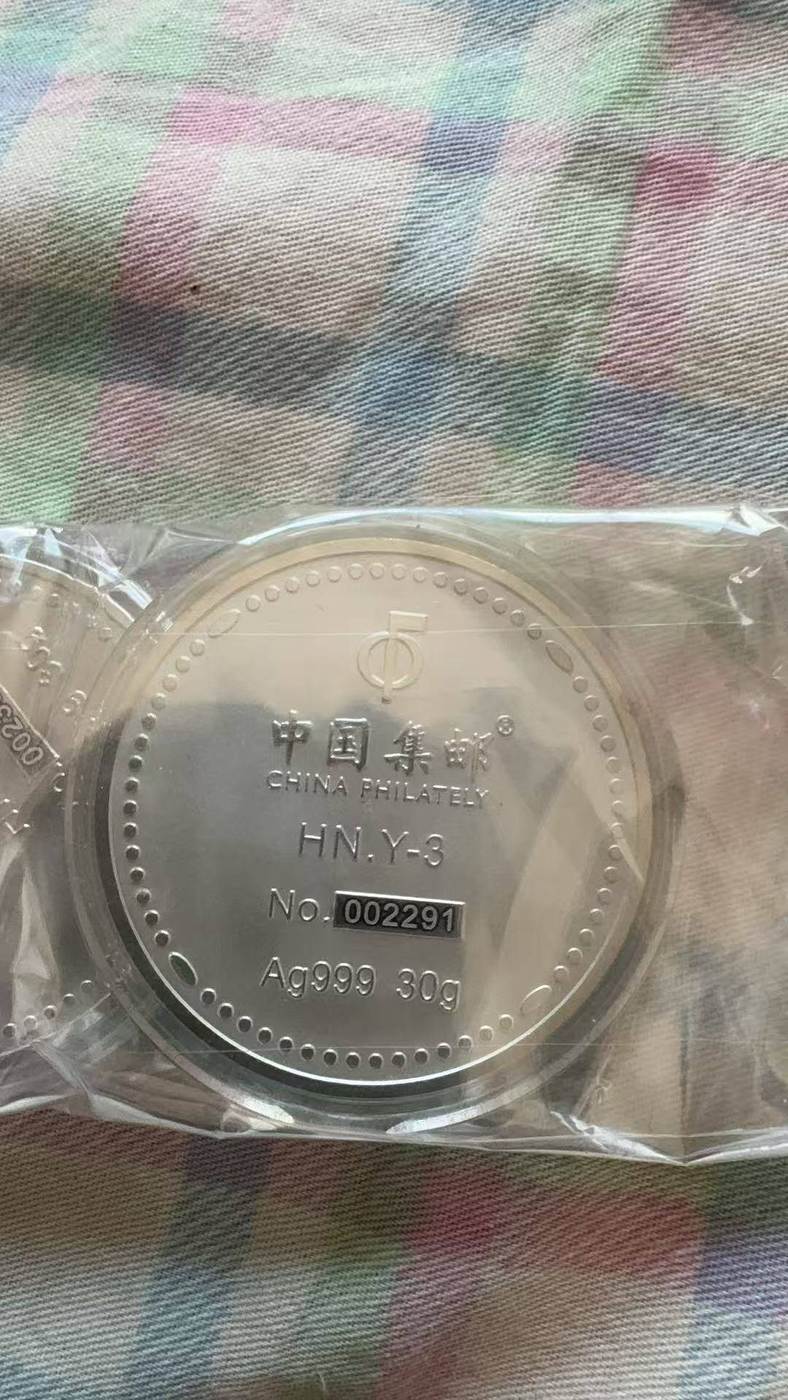 中国集邮®
CHINA PHILATELY
HN.Y-3
No.002291
Ag999 30g